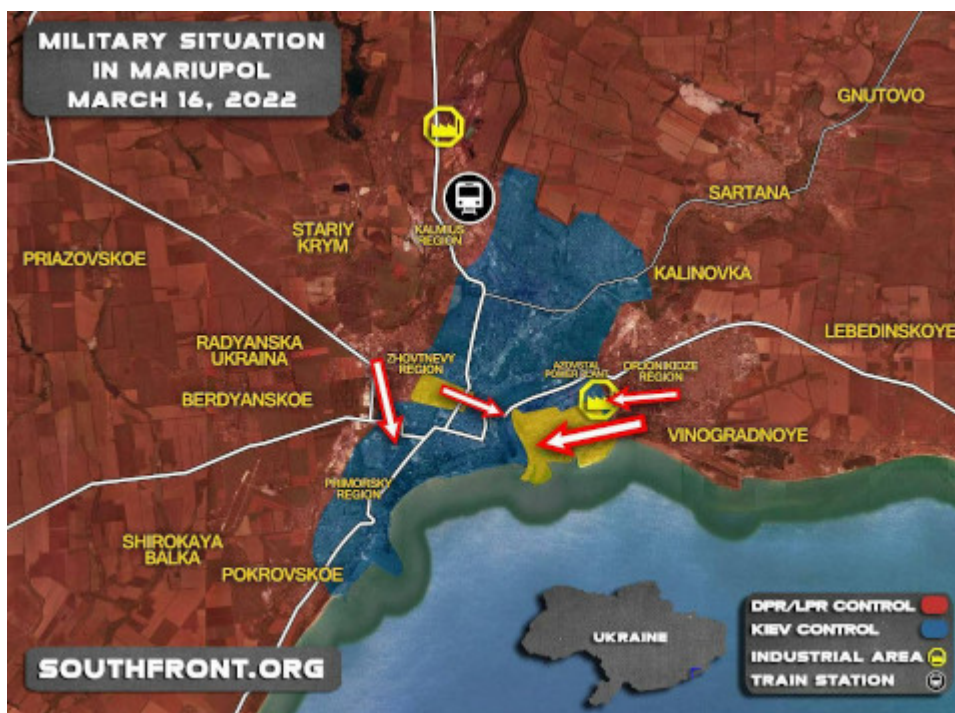 MILITARY SITUATION
IN MARIUPOL
MARCH 16, 2022
GNUTOVO
SARTANA
STARIY
KRYM
KALMIUS
REGION
PRIAZOVSKOE
KALINOVKA
RADYANSKA
UKRAINA
ZHOVTNEVY
REGION
AZOVSTAL
POWER PLANT
ORDONIKIDZE
REGION
LEBEDINSKOYE
BERDYANSKOE
VINOGRADNOYE
PRIMORSKY
REGION
SHIROKAYA
BALKA
POKROVSKOE
UKRAINE
DPR/LPR CONTROL
KIEV CONTROL
INDUSTRIAL AREA
TRAIN STATION
SOUTHFRONT.ORG